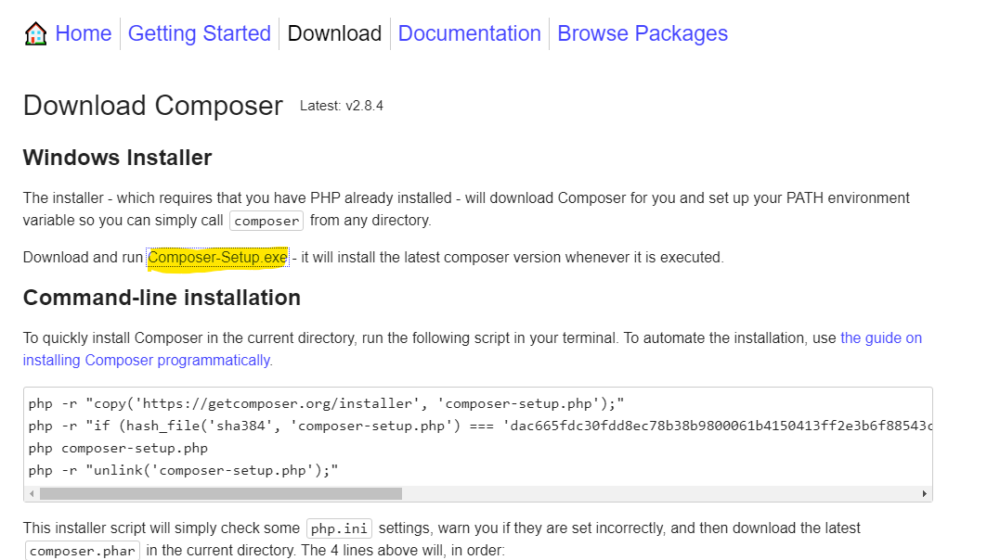 Home Getting Started Download Documentation Browse Packages
Download Composer Latest: v2.8.4
Windows Installer
The installer - which requires that you have PHP already installed - will download Composer for you and set up your PATH environment
variable so you can simply call composer from any directory.
Download and run Composer-Setup.exe - it will install the latest composer version whenever it is executed.
Command-line installation
To quickly install Composer in the current directory, run the following script in your terminal. To automate the installation, use the guide on
installing Composer programmatically.
php -r "copy('https://getcomposer.org/installer', 'composer-setup.php');"
php -r "if (hash_file('sha384', 'composer-setup.php') === 'dac665fdc30fdd8ec78b38b9800061b4150413ff2e3b6f88543c
php composer-setup.php
php -r "unlink('composer-setup.php');"
This installer script will simply check some php.ini settings, warn you if they are set incorrectly, and then download the latest
composer.phar in the current directory. The 4 lines above will, in order: